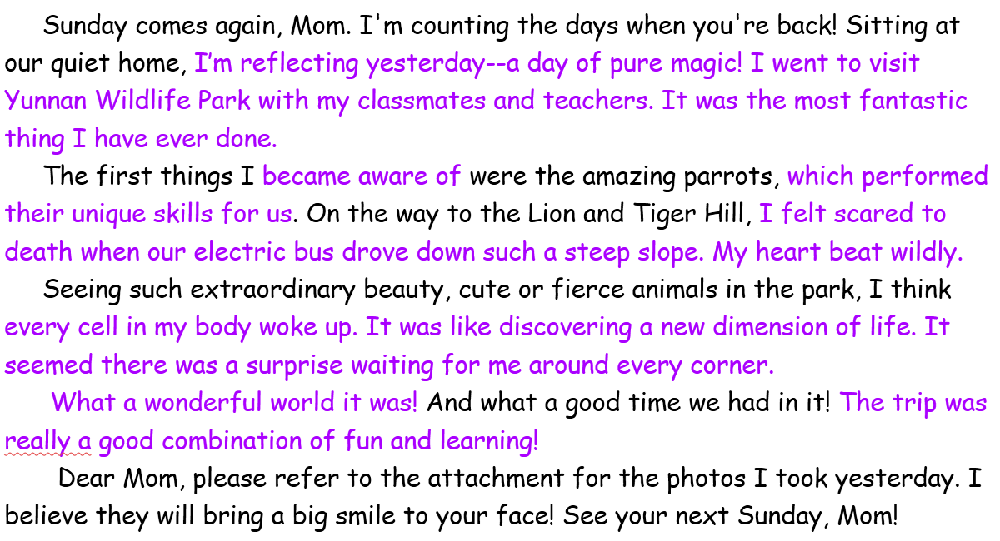 Sunday comes again, Mom. I'm counting the days when you're back! Sitting at
our quiet home, I’m reflecting yesterday--a day of pure magic! I went to visit
Yunnan Wildlife Park with my classmates and teachers. It was the most fantastic
thing I have ever done.
The first things I became aware of were the amazing parrots, which performed
their unique skills for us. On the way to the Lion and Tiger Hill, I felt scared to
death when our electric bus drove down such a steep slope. My heart beat wildly.
Seeing such extraordinary beauty, cute or fierce animals in the park, I think
every cell in my body woke up. It was like discovering a new dimension of life. It
seemed there was a surprise waiting for me around every corner.
What a wonderful world it was! And what a good time we had in it! The trip was
really a good combination of fun and learning!
Dear Mom, please refer to the attachment for the photos I took yesterday. I
believe they will bring a big smile to your face! See your next Sunday, Mom!